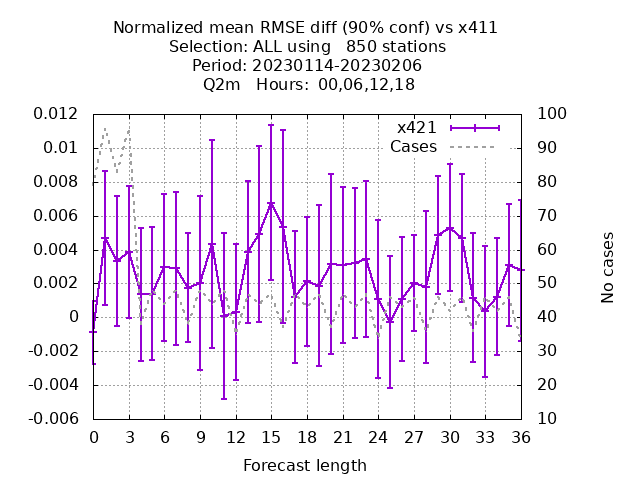 Normalized mean RMSE diff (90% conf) vs x411
Selection: ALL using   850 stations
Period: 20230114-20230206
Q2m   Hours:  00,06,12,18
0.012
0.01
0.008
0.006
0.004
0.002
0
-0.002
-0.004
-0.006
x421
Cases
100
90
80
70
60
50
40
30
20
10
No cases
0 3 6 9 12 15 18 21 24 27 30 33 36
Forecast length